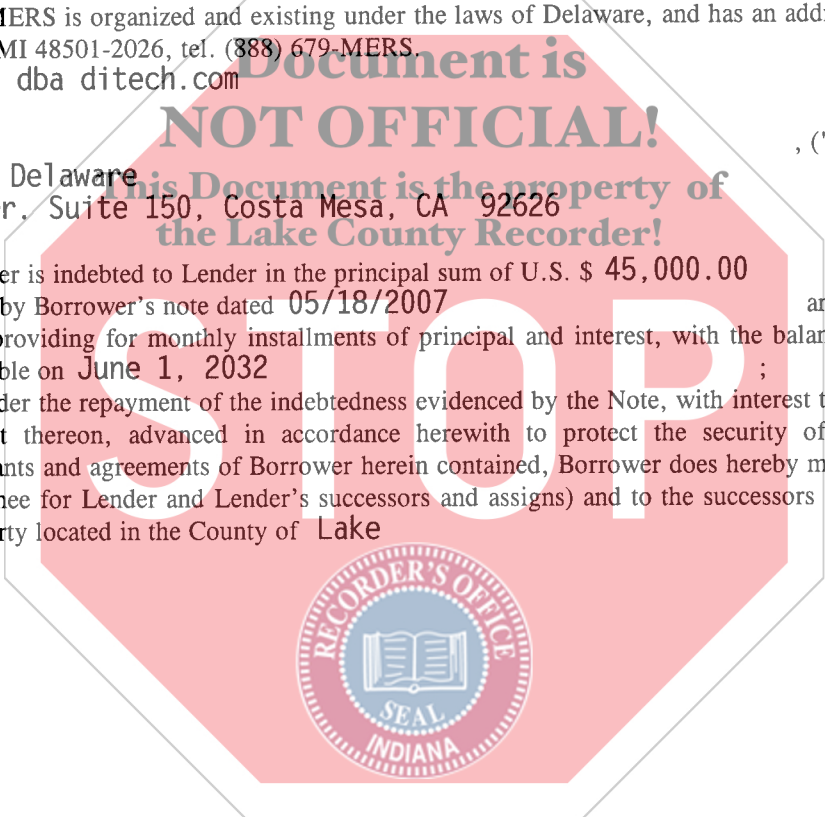 MERS is organized and existing under the laws of Delaware, and has an add
MI 48501-2026, tel. (888) 679-MERS.
Document is
dba ditech.com
NOT OFFICIAL!
, ("
Delaware
This Document is the property of
r. Suite 150, Costa Mesa, CA 92626
the Lake County Recorder!
er is indebted to Lender in the principal sum of U.S. $ 45,000.00
by Borrower's note dated 05/18/2007
providing for monthly installments of principal and interest, with the balan
ble on June 1, 2032 ;
der the repayment of the indebtedness evidenced by the Note, with interest t
t thereon, advanced in accordance herewith to protect the security of
ants and agreements of Borrower herein contained, Borrower does hereby m
nee for Lender and Lender's successors and assigns) and to the successors
rty located in the County of Lake
STOP
RECORDER'S OFFICE
SEAL
INDIANA